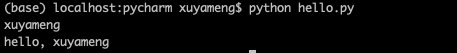 (base) localhost:pycharm xuyameng$ python hello.py
xuyameng
hello, xuyameng